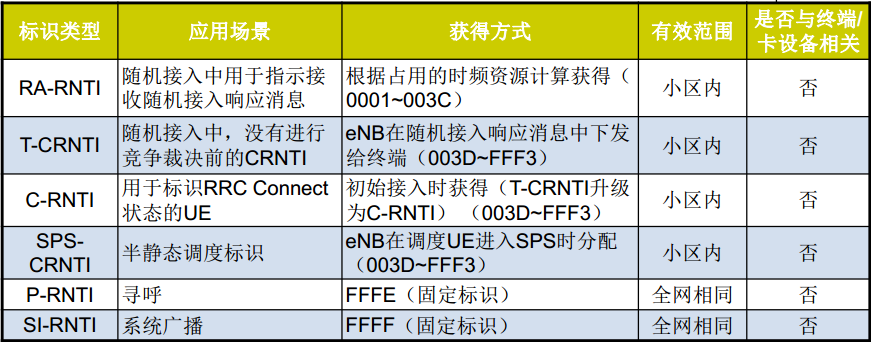 标识类型 应用场景 获得方式 有效范围 是否与终端/
卡设备相关
RA-RNTI 随机接入中用于指示接
收随机接入响应消息 根据占用的时频资源计算获得（
0001~003C） 小区内 否
T-CRNTI 随机接入中，没有进行
竞争裁决前的CRNTI eNB在随机接入响应消息中下发
给终端（003D~FFF3） 小区内 否
C-RNTI 用于标识RRC Connect
状态的UE 初始接入时获得（T-CRNTI升级
为C-RNTI）（003D~FFF3） 小区内 否
SPS-
CRNTI 半静态调度标识 eNB在调度UE进入SPS时分配
（003D~FFF3） 小区内 否
P-RNTI 寻呼 FFFE（固定标识） 全网相同 否
SI-RNTI 系统广播 FFFF（固定标识） 全网相同 否